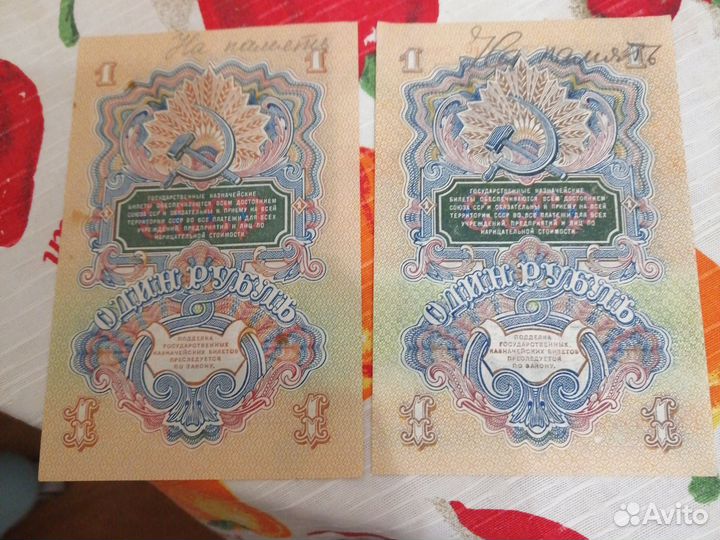 На память
1 1
ГОСУДАРСТВЕННЫЕ КАЗНАЧЕЙСКИЕ
БИЛЕТЫ ОБЕСПЕЧИВАЮТСЯ ВСЕМ ДОСТОЯНИЕМ
СОЮЗА ССР И ОБЯЗАТЕЛЬНЫ К ПРИЕМУ НА ВСЕЙ
ТЕРРИТОРИИ СССР ВО ВСЕ ПЛАТЕЖИ ДЛЯ ВСЕХ
УЧРЕЖДЕНИЙ, ПРЕДПРИЯТИЙ И ЛИЦ ПО
НАРИЦАТЕЛЬНОЙ СТОИМОСТИ.
ОДИН РУБЛЬ
ПОДДЕЛКА
ГОСУДАРСТВЕННЫХ
КАЗНАЧЕЙСКИХ БИЛЕТОВ
ПРЕСЛЕДУЕТСЯ
ПО ЗАКОНУ.
1 1
На память
1 1
ГОСУДАРСТВЕННЫЕ КАЗНАЧЕЙСКИЕ
БИЛЕТЫ ОБЕСПЕЧИВАЮТСЯ ВСЕМ ДОСТОЯНИЕМ
СОЮЗА ССР И ОБЯЗАТЕЛЬНЫ К ПРИЕМУ НА ВСЕЙ
ТЕРРИТОРИИ СССР ВО ВСЕ ПЛАТЕЖИ ДЛЯ ВСЕХ
УЧРЕЖДЕНИЙ, ПРЕДПРИЯТИЙ И ЛИЦ ПО
НАРИЦАТЕЛЬНОЙ СТОИМОСТИ.
ОДИН РУБЛЬ
ПОДДЕЛКА
ГОСУДАРСТВЕННЫХ
КАЗНАЧЕЙСКИХ БИЛЕТОВ
ПРЕСЛЕДУЕТСЯ
ПО ЗАКОНУ.
1 1
Avito